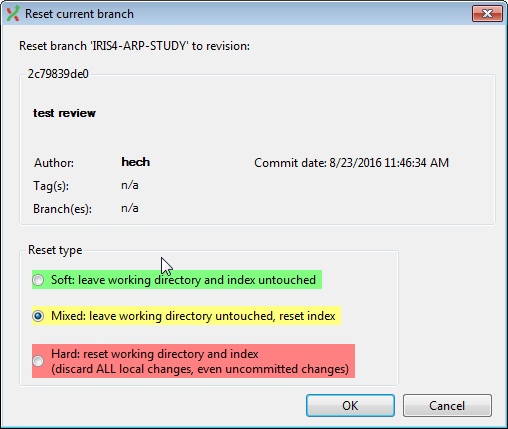 Reset current branch
Reset branch 'IRIS4-ARP-STUDY' to revision:
2c79839de0
test review
Author: hech Commit date: 8/23/2016 11:46:34 AM
Tag(s): n/a
Branch(es): n/a
Reset type
Soft: leave working directory and index untouched
Mixed: leave working directory untouched, reset index
Hard: reset working directory and index
(discard ALL local changes, even uncommitted changes)
OK Cancel